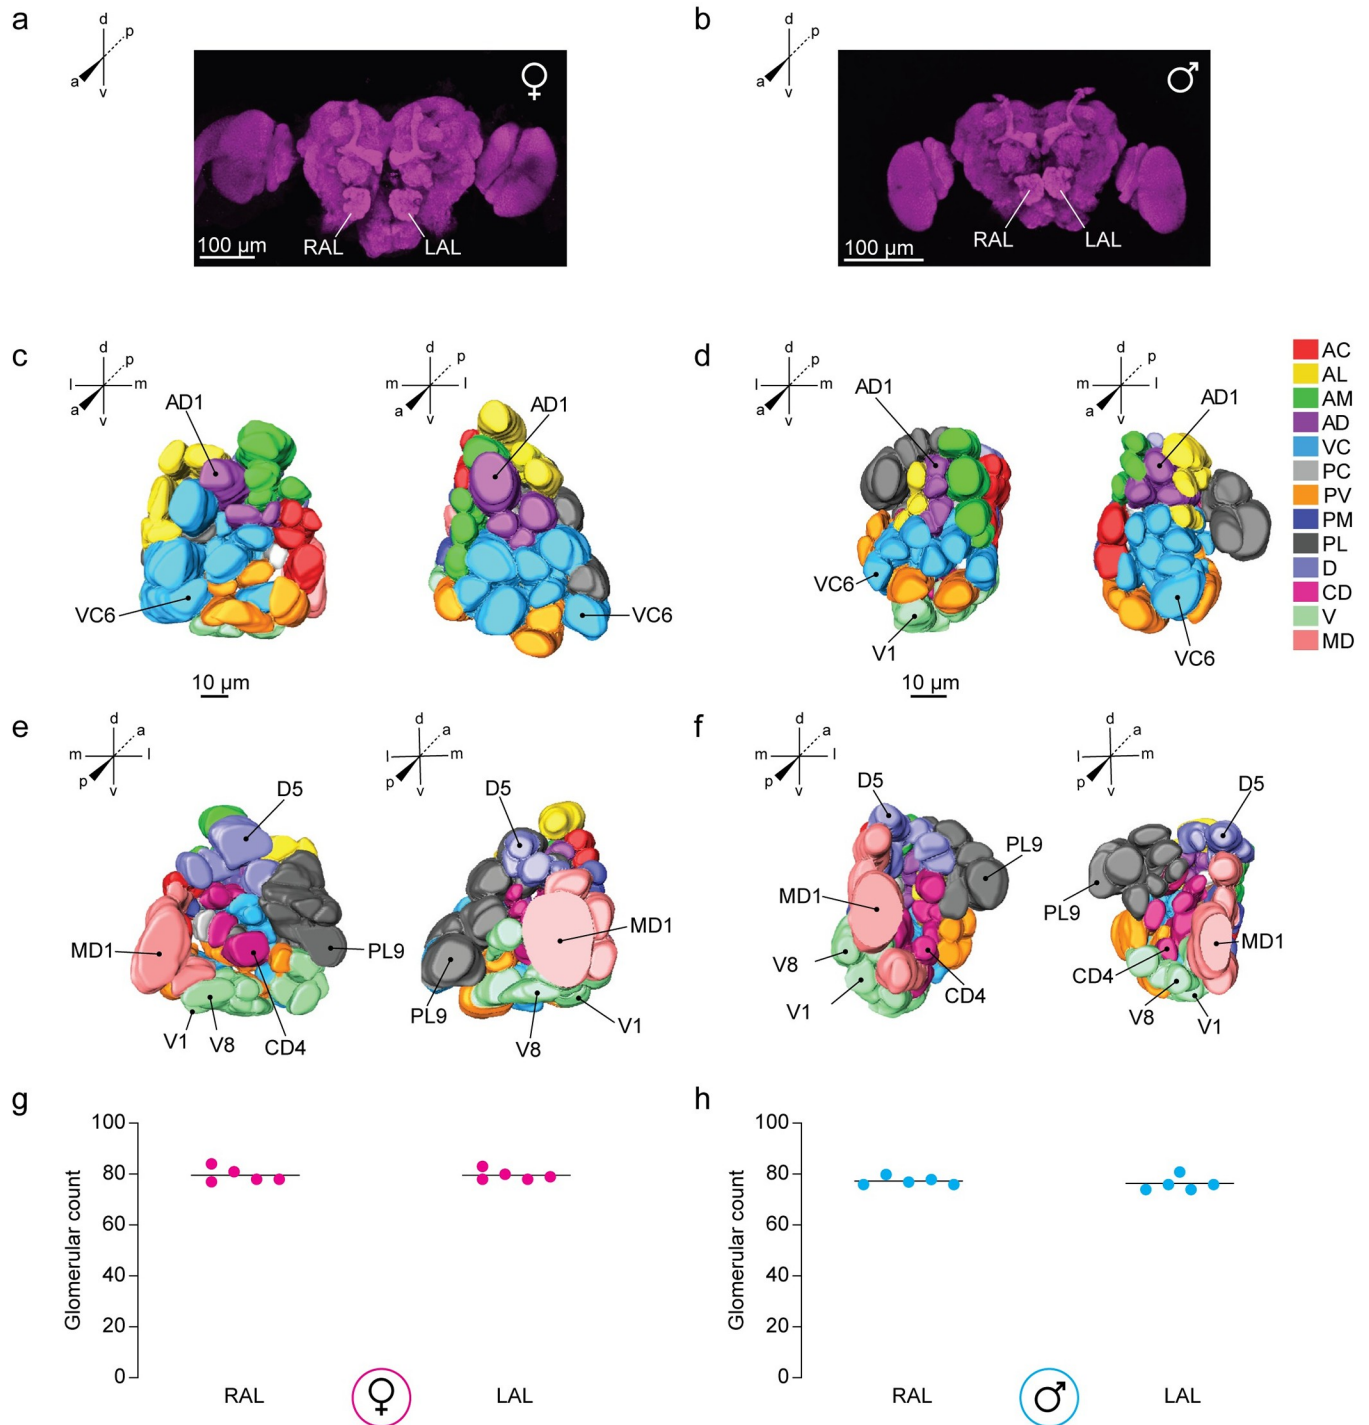 a
d
p
a
v
♀
RAL
LAL
100 µm
b
d
p
a
v
♂
RAL
LAL
100 µm
c
d
p
l
m
a
v
AD1
VC6
d
p
m
l
a
v
AD1
VC6
10 µm
d
d
p
l
m
a
v
AD1
VC6
V1
d
p
m
l
a
v
AD1
VC6
10 µm
AC
AL
AM
AD
VC
PC
PV
PM
PL
D
CD
V
MD
e
d
a
m
l
p
v
D5
MD1
PL9
V1
V8
CD4
d
a
l
m
p
v
D5
MD1
PL9
V8
V1
f
d
a
m
l
p
v
D5
PL9
MD1
V8
V1
CD4
d
a
l
m
p
v
D5
PL9
MD1
CD4
V8
V1
g
100
80
60
40
20
0
Glomerular count
RAL
♀
LAL
h
100
80
60
40
20
0
Glomerular count
RAL
♂
LAL